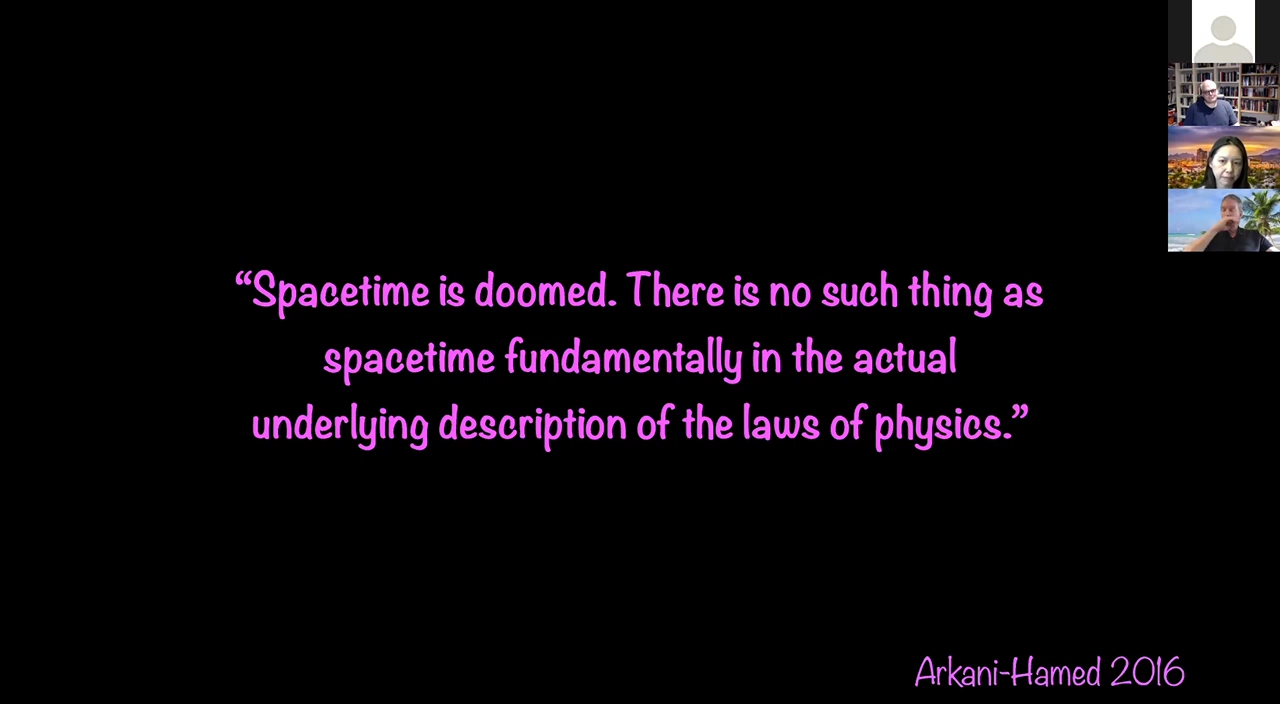 “Spacetime is doomed. There is no such thing as
spacetime fundamentally in the actual
underlying description of the laws of physics.”
Arkani-Hamed 2016